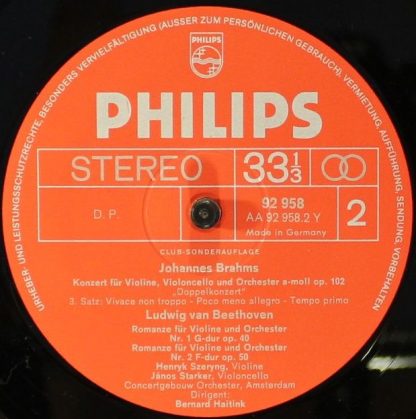 URHEBER UND LEISTUNGSSCHUTZRECHTE, BESONDERS VERVIELFÄLTIGUNG (AUSSER ZUM PERSÖNLICHEN GEBRAUCH), VERMIETUNG, AUFFÜHRUNG, SENDUNG, VORBEHALTEN
PHILIPS
PHILIPS
STEREO
33⅓
D. P.
92 958
AA 92 958.2 Y
Made in Germany
2
CLUB-SONDERAUFLAGE
Johannes Brahms
Konzert für Violine, Violoncello und Orchester a-moll op. 102
„Doppelkonzert"
3. Satz: Vivace non troppo - Poco meno allegro - Tempo primo
Ludwig van Beethoven
Romanze für Violine und Orchester
Nr. 1 G-dur op. 40
Romanze für Violine und Orchester
Nr. 2 F-dur op. 50
Henryk Szeryng, Violine
János Starker, Violoncello
Concertgebouw Orchester, Amsterdam
Dirigent:
Bernard Haitink